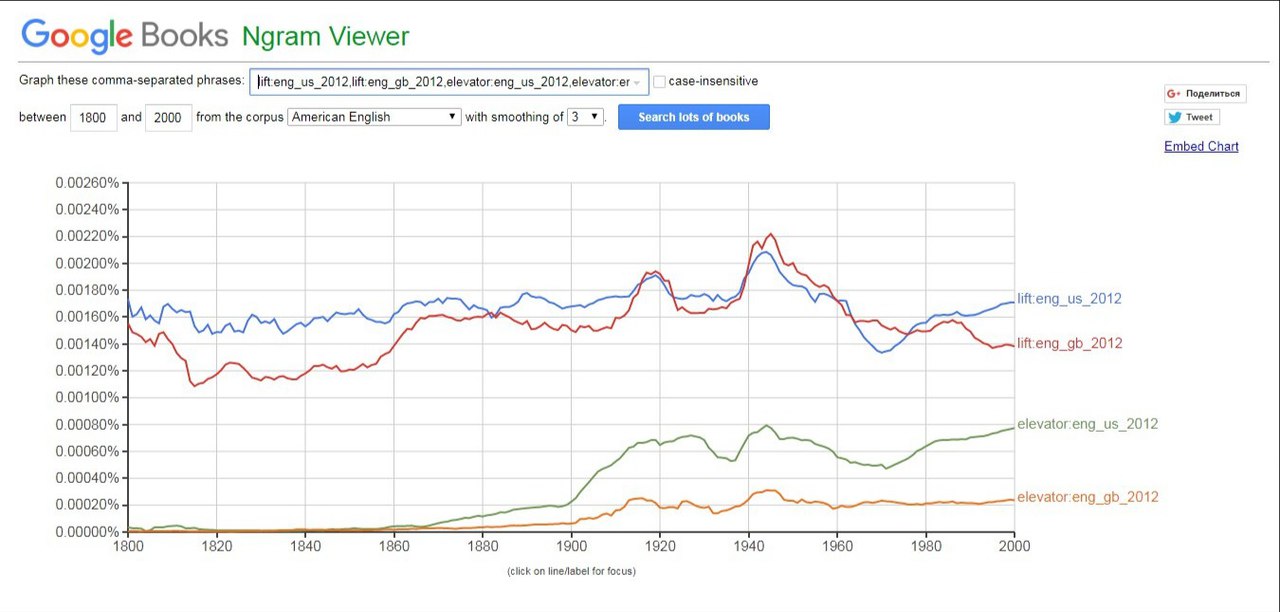 Google Books Ngram Viewer
Graph these comma-separated phrases: lift:eng_us_2012,lift:eng_gb_2012,elevator:eng_us_2012,elevator:er case-insensitive
between 1800 and 2000 from the corpus American English with smoothing of 3 . Search lots of books
G+ Поделиться
Tweet
Embed Chart
0.00260%
0.00240%
0.00220%
0.00200%
0.00180%
0.00160%
0.00140%
0.00120%
0.00100%
0.00080%
0.00060%
0.00040%
0.00020%
0.00000%
lift:eng_us_2012
lift:eng_gb_2012
elevator:eng_us_2012
elevator:eng_gb_2012
1800 1820 1840 1860 1880 1900 1920 1940 1960 1980 2000
(click on line/label for focus)